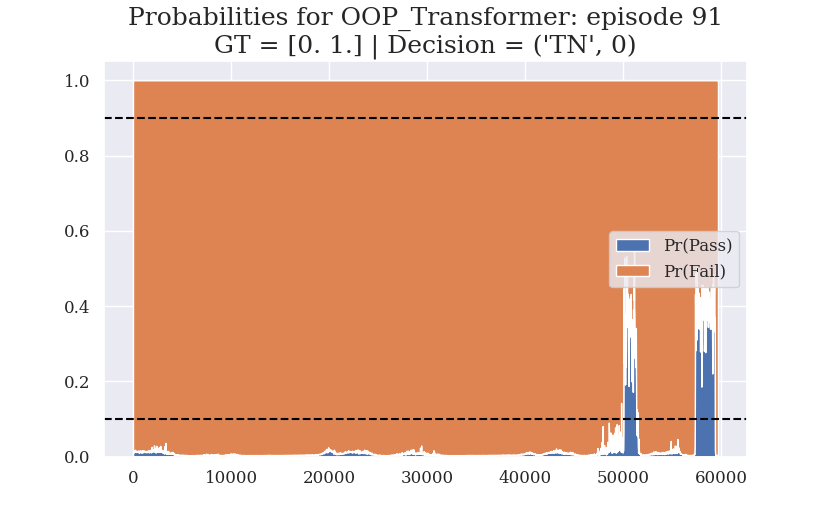 Probabilities for OOP_Transformer: episode 91
GT = [0. 1.] | Decision = ('TN', 0)
1.0
0.8
0.6
0.4
0.2
0.0
Pr(Pass)
Pr(Fail)
0 10000 20000 30000 40000 50000 60000